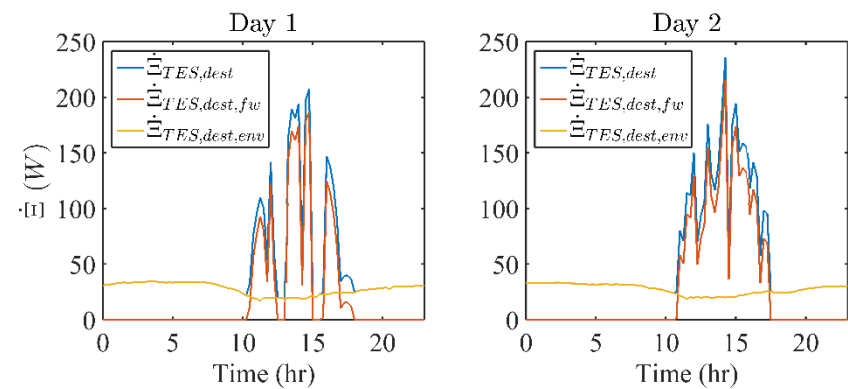 Day 1
250
200
150
100
50
0
Ξ̇ (W)
Ξ̇_{TES,dest}
Ξ̇_{TES,dest,fw}
Ξ̇_{TES,dest,env}
0 5 10 15 20
Time (hr)
Day 2
250
200
150
100
50
0
Ξ̇_{TES,dest}
Ξ̇_{TES,dest,fw}
Ξ̇_{TES,dest,env}
0 5 10 15 20
Time (hr)